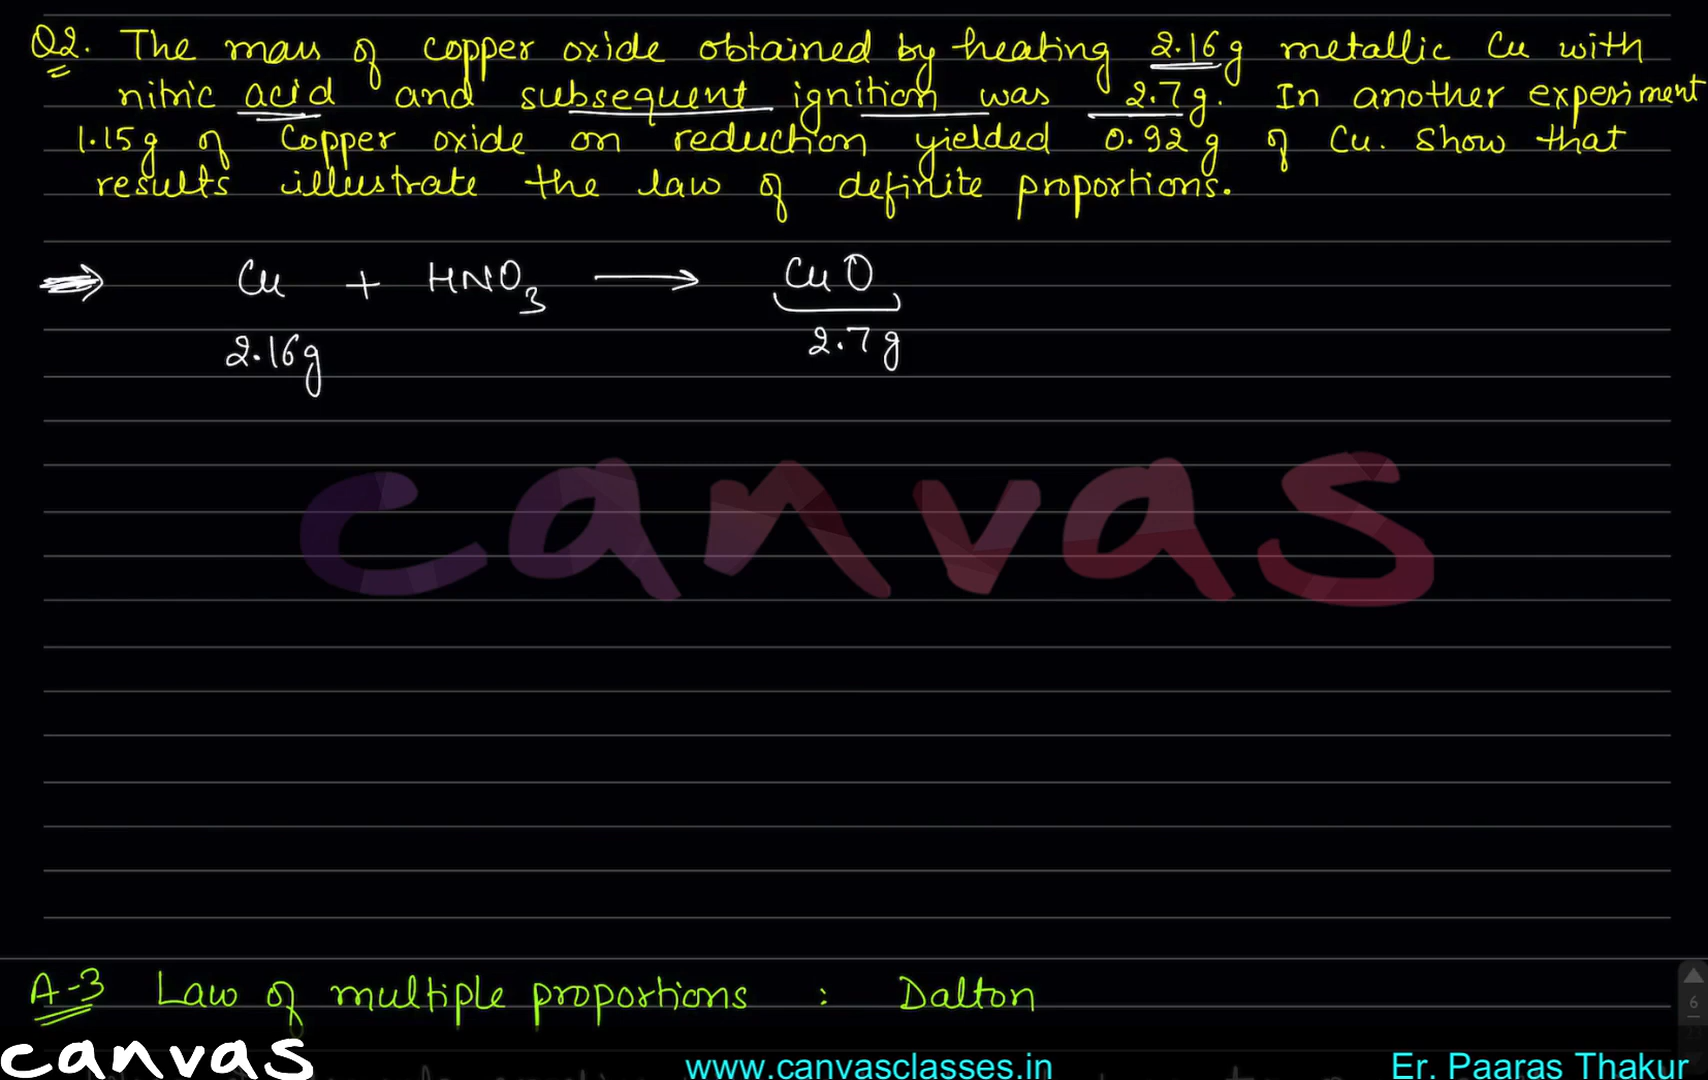 Q2. The mass of copper oxide obtained by heating 2.16g metallic Cu with
nitric acid and subsequent ignition was 2.7g. In another experiment
1.15g of Copper oxide on reduction yielded 0.92g of Cu. Show that
results illustrate the law of definite proportions.
⇒ Cu + HNO3 ⟶ CuO
2.16g 2.7g
canvas
A-3 Law of multiple proportions : Dalton
6
canvas www.canvasclasses.in Er. Paaras Thakur